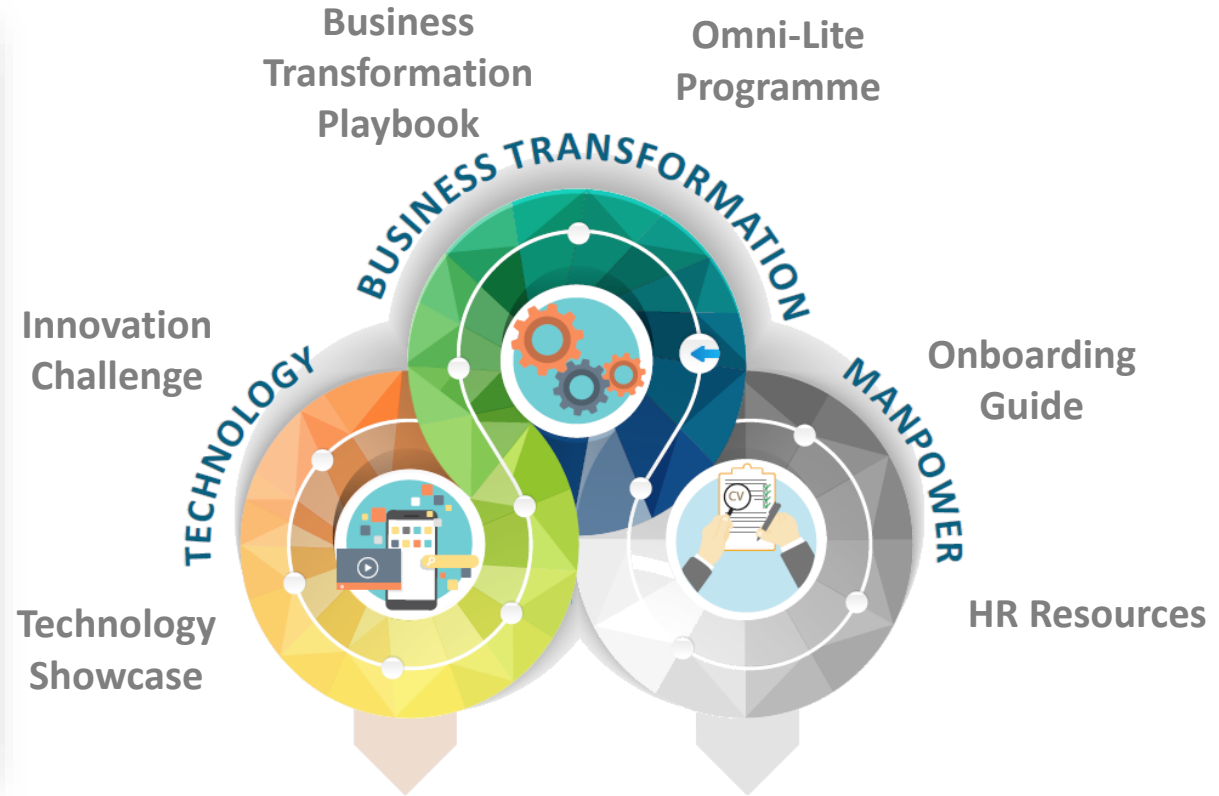 Business
Transformation
Playbook
Omni-Lite
Programme
BUSINESS TRANSFORMATION
Innovation
Challenge
TECHNOLOGY
MANPOWER
Onboarding
Guide
CV
Technology
Showcase
HR Resources